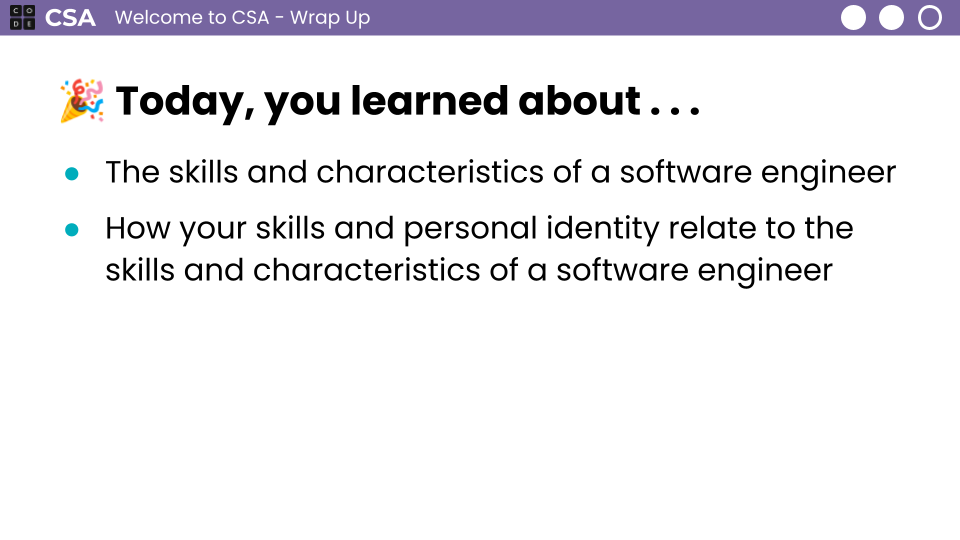 CODE CSA Welcome to CSA - Wrap Up
🎉 Today, you learned about . . .
● The skills and characteristics of a software engineer
● How your skills and personal identity relate to the
skills and characteristics of a software engineer